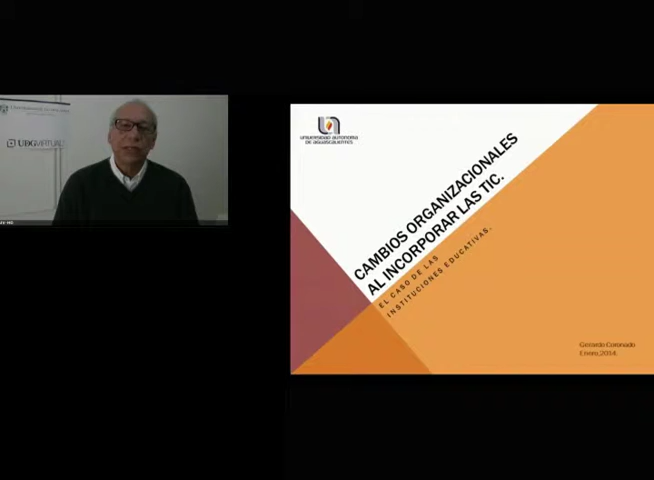 UDGVIRTUAL
universidad autónoma
de aguascalientes
CAMBIOS ORGANIZACIONALES
AL INCORPORAR LAS TIC.
EL CASO DE LAS
INSTITUCIONES EDUCATIVAS.
Gerardo Coronado
Enero, 2014.